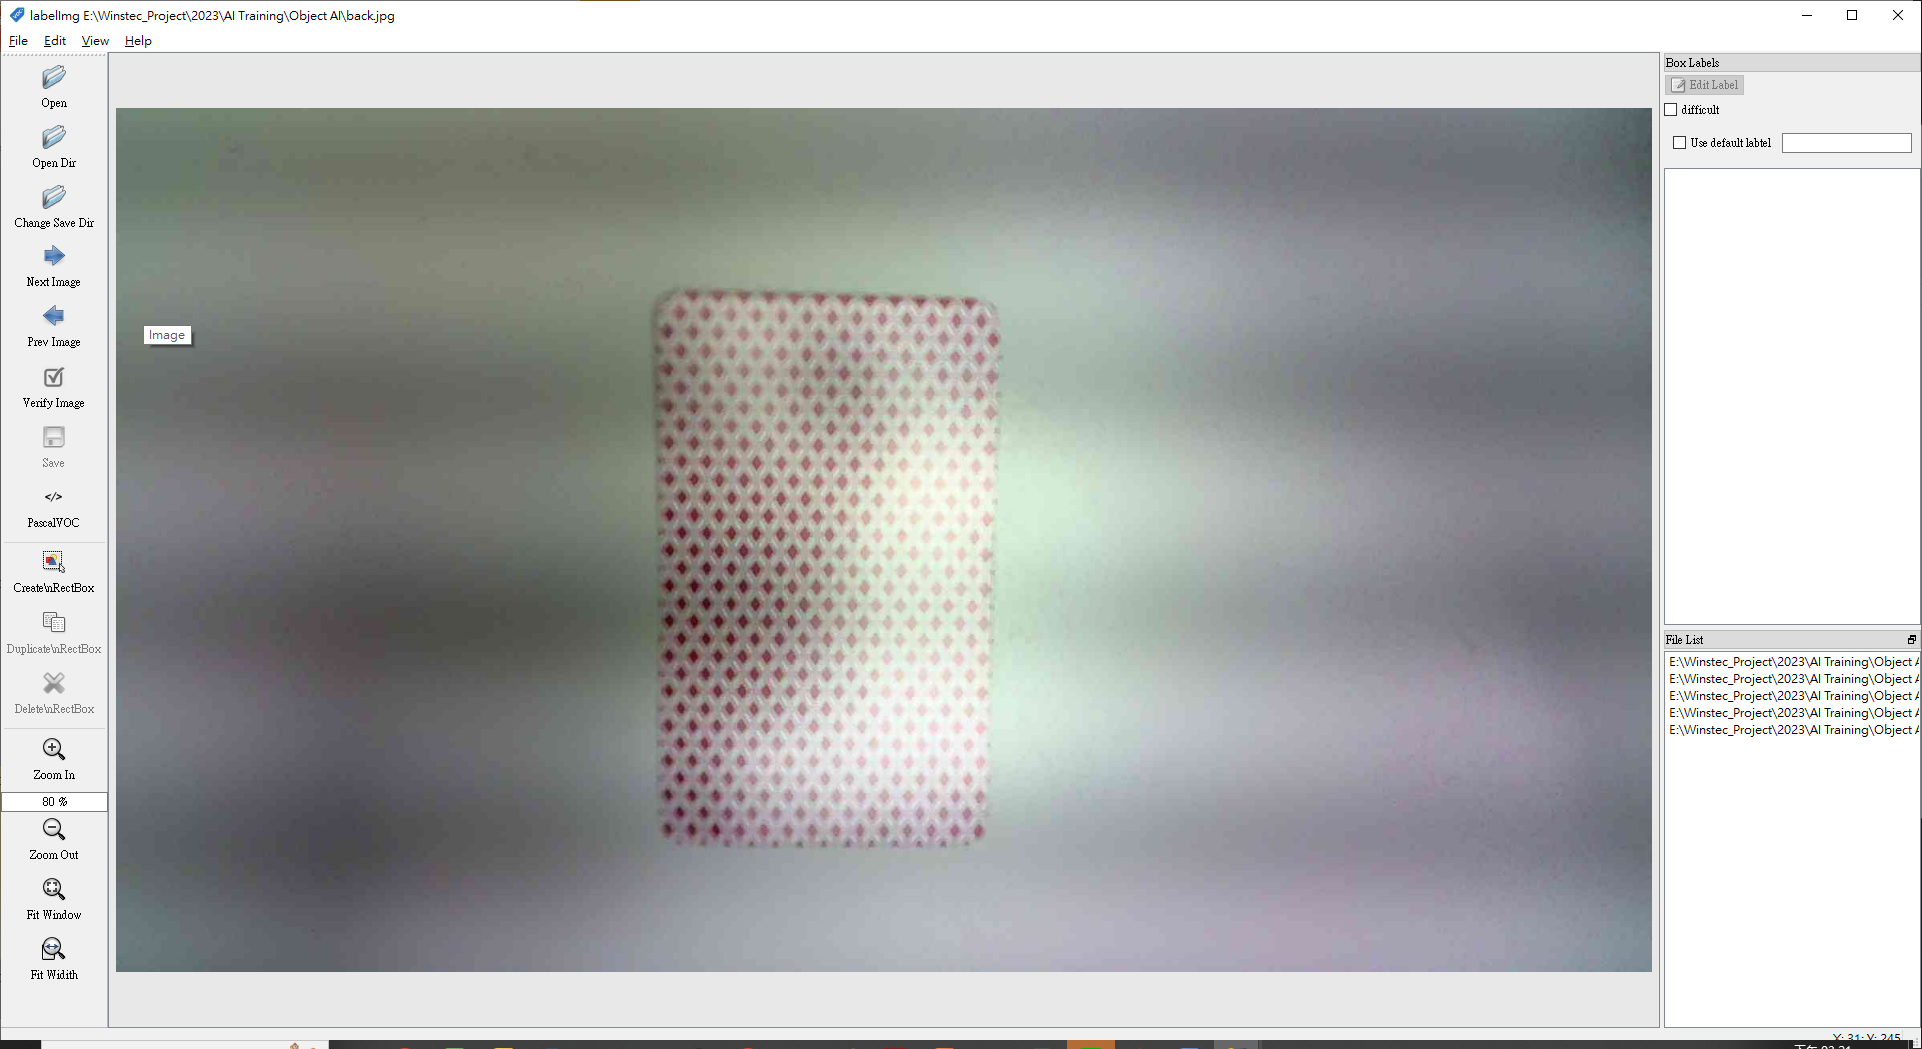 labelImg E:\Winstec_Project\2023\AI Training\Object AI\back.jpg
File Edit View Help
Open
Open Dir
Change Save Dir
Next Image
Prev Image
Image
Verify Image
Save
</>
PascalVOC
Create\nRectBox
Duplicate\nRectBox
Delete\nRectBox
Zoom In
80 %
Zoom Out
Fit Window
Fit Width
Box Labels
Edit Label
difficult
Use default labtel
File List
E:\Winstec_Project\2023\AI Training\Object A
E:\Winstec_Project\2023\AI Training\Object A
E:\Winstec_Project\2023\AI Training\Object A
E:\Winstec_Project\2023\AI Training\Object A
E:\Winstec_Project\2023\AI Training\Object A
X: 31; Y: 245